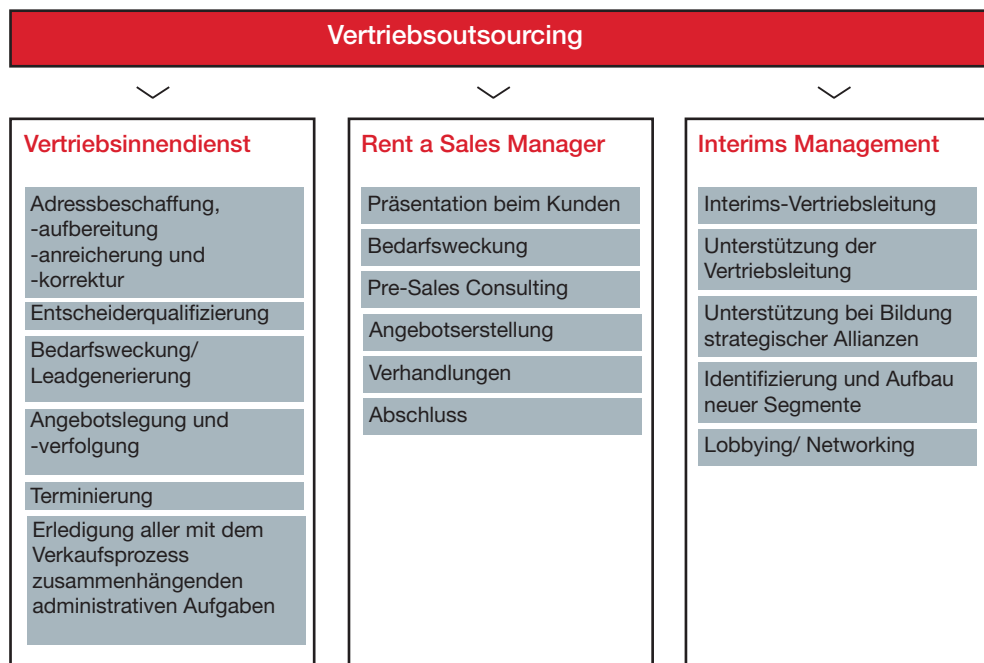 Vertriebsoutsourcing
Vertriebsinnendienst
Adressbeschaffung,
-aufbereitung
-anreicherung und
-korrektur
Entscheiderqualifizierung
Bedarfsweckung/
Leadgenerierung
Angebotslegung und
-verfolgung
Terminierung
Erledigung aller mit dem
Verkaufsprozess
zusammenhängenden
administrativen Aufgaben
Rent a Sales Manager
Präsentation beim Kunden
Bedarfsweckung
Pre-Sales Consulting
Angebotserstellung
Verhandlungen
Abschluss
Interims Management
Interims-Vertriebsleitung
Unterstützung der
Vertriebsleitung
Unterstützung bei Bildung
strategischer Allianzen
Identifizierung und Aufbau
neuer Segmente
Lobbying/ Networking